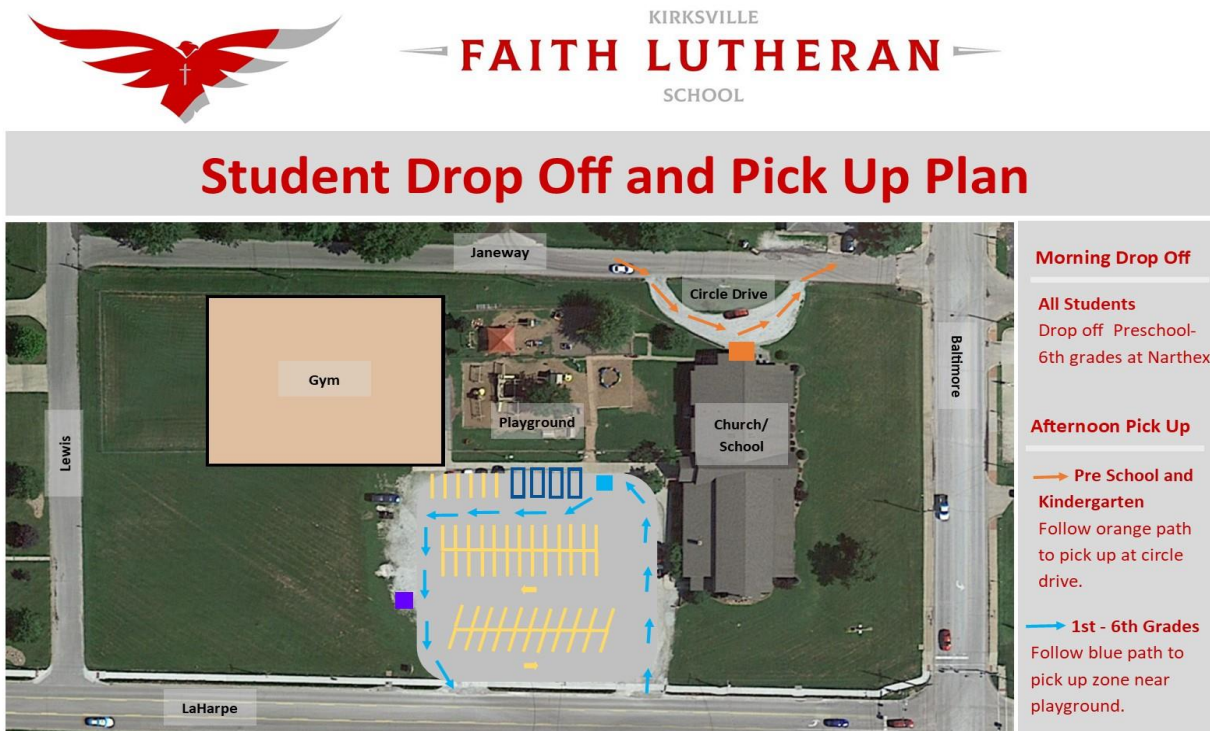 KIRKSVILLE
FAITH LUTHERAN
SCHOOL
Student Drop Off and Pick Up Plan
Janeway
Circle Drive
Gym
Playground
Church/
School
Lewis
Baltimore
LaHarpe
Morning Drop Off
All Students
Drop off Preschool-
6th grades at Narthex
Afternoon Pick Up
Pre School and
Kindergarten
Follow orange path
to pick up at circle
drive.
1st - 6th Grades
Follow blue path to
pick up zone near
playground.